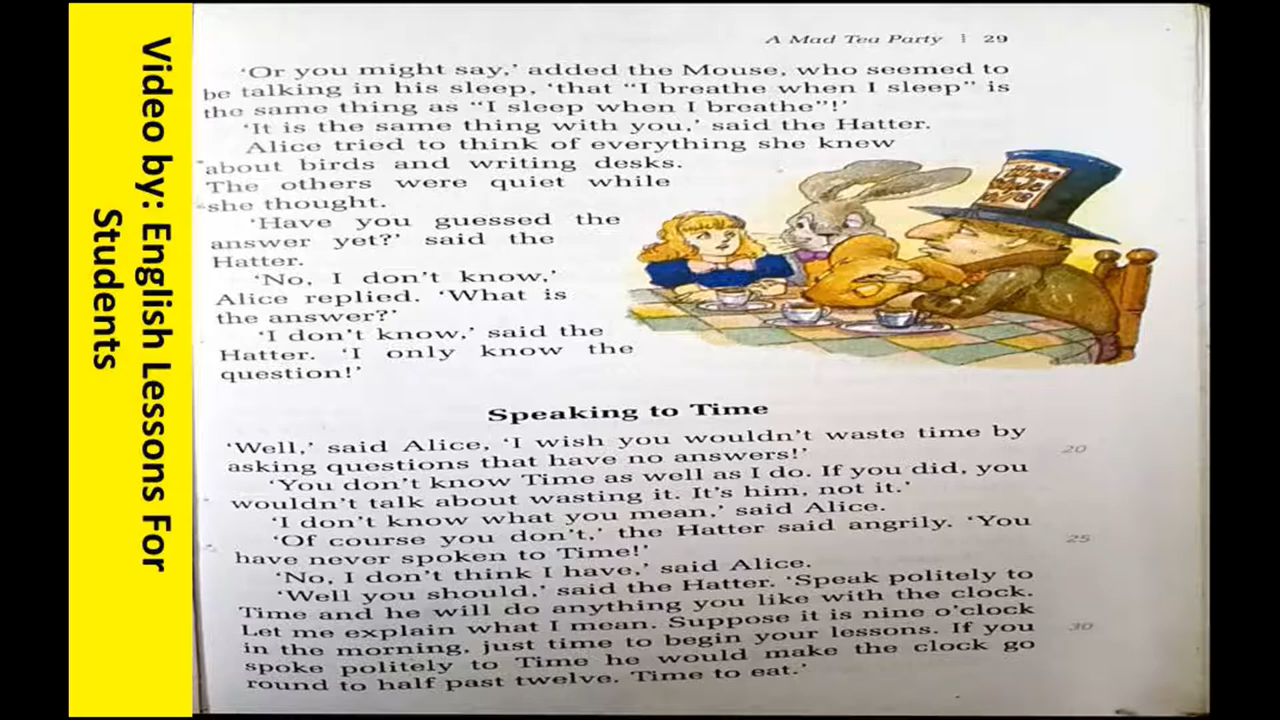 Video by: English Lessons For
Students
A Mad Tea Party ⁞ 29
‘Or you might say,’ added the Mouse, who seemed to
be talking in his sleep, ‘that “I breathe when I sleep” is
the same thing as “I sleep when I breathe”!’
‘It is the same thing with you,’ said the Hatter.
Alice tried to think of everything she knew
about birds and writing desks.
The others were quiet while
she thought.
‘Have you guessed the
answer yet?’ said the
Hatter.
‘No, I don’t know,’
Alice replied. ‘What is
the answer?’
‘I don’t know,’ said the
Hatter. ‘I only know the
question!’
Speaking to Time
‘Well,’ said Alice, ‘I wish you wouldn’t waste time by
asking questions that have no answers!’ 20
‘You don’t know Time as well as I do. If you did, you
wouldn’t talk about wasting it. It’s him, not it.’
‘I don’t know what you mean,’ said Alice.
‘Of course you don’t,’ the Hatter said angrily. ‘You
have never spoken to Time!’ 25
‘No, I don’t think I have,’ said Alice.
‘Well you should,’ said the Hatter. ‘Speak politely to
Time and he will do anything you like with the clock.
Let me explain what I mean. Suppose it is nine o’clock
in the morning, just time to begin your lessons. If you 30
spoke politely to Time he would make the clock go
round to half past twelve. Time to eat.’